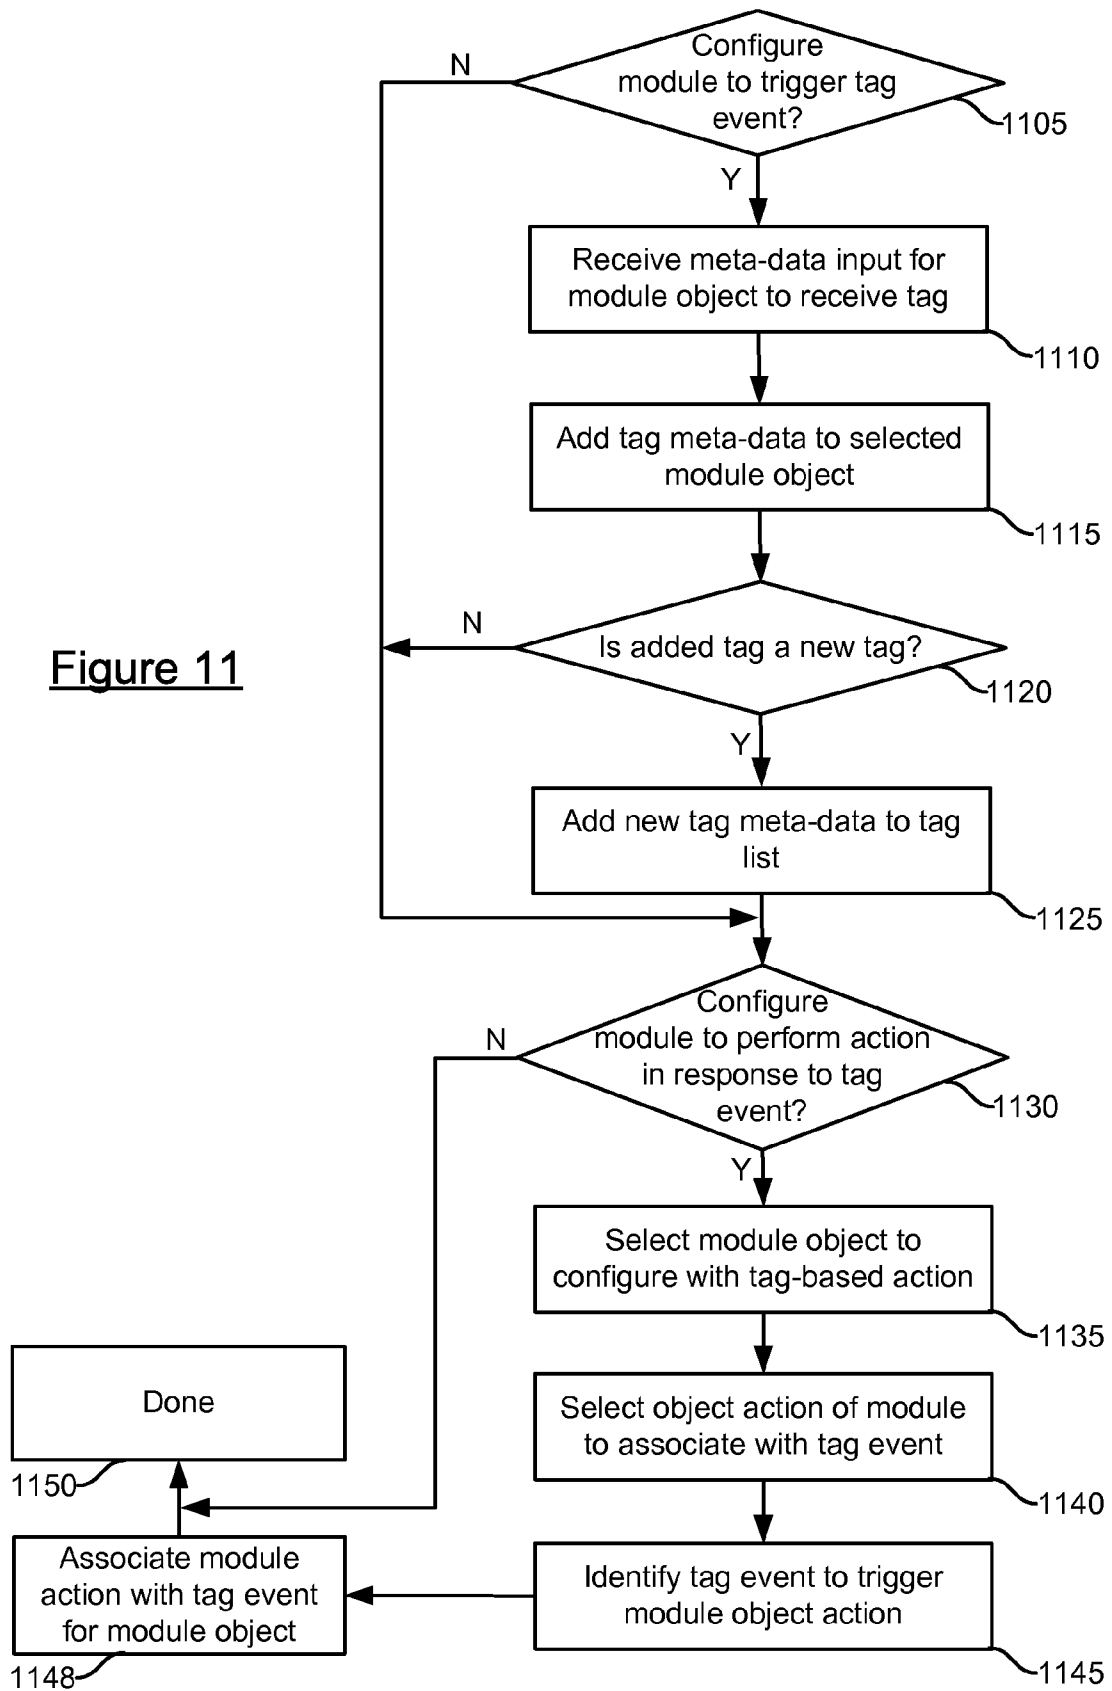 Configure
module to trigger tag
event?
N
1105
Y
Receive meta-data input for
module object to receive tag
1110
Add tag meta-data to selected
module object
1115
Is added tag a new tag?
N
1120
Figure 11
Y
Add new tag meta-data to tag
list
1125
Configure
module to perform action
in response to tag
event?
N
1130
Y
Select module object to
configure with tag-based action
1135
Select object action of module
to associate with tag event
1140
Identify tag event to trigger
module object action
1145
Associate module
action with tag event
for module object
1148
Done
1150